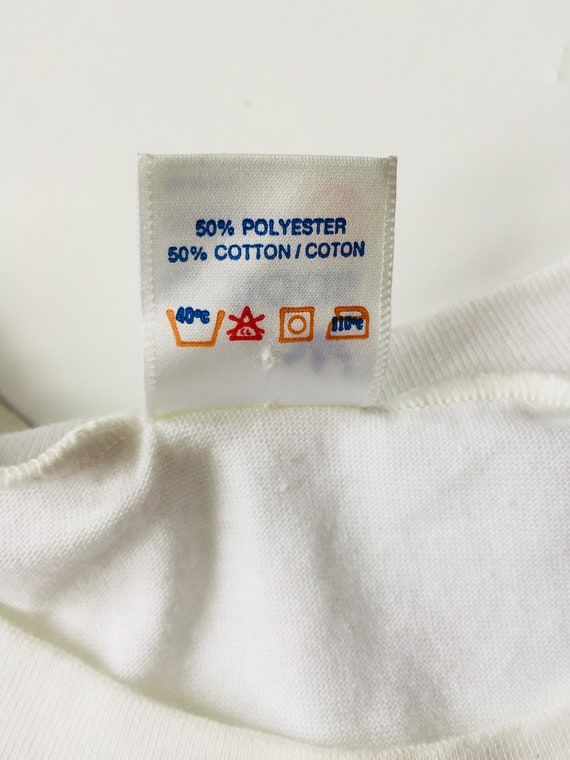 50% POLYESTER
50% COTTON / COTON
40°C CL 110°C